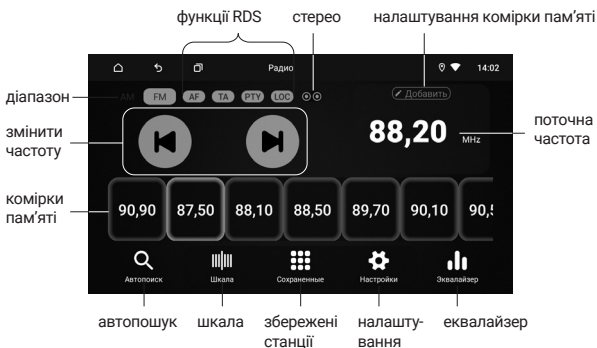 функції RDS
стерео
налаштування комірки пам'яті
Радио
14:02
діапазон
AM
FM
AF
TA
PTY
LOC
Добавить
змінити
частоту
88,20
MHz
поточна
частота
комірки
пам'яті
90,90
87,50
88,10
88,50
89,70
90,10
90,5
Автопоиск
Шкала
Сохраненные
Настройки
Эквалайзер
автопошук
шкала
збережені
станції
налашту-
вання
еквалайзер